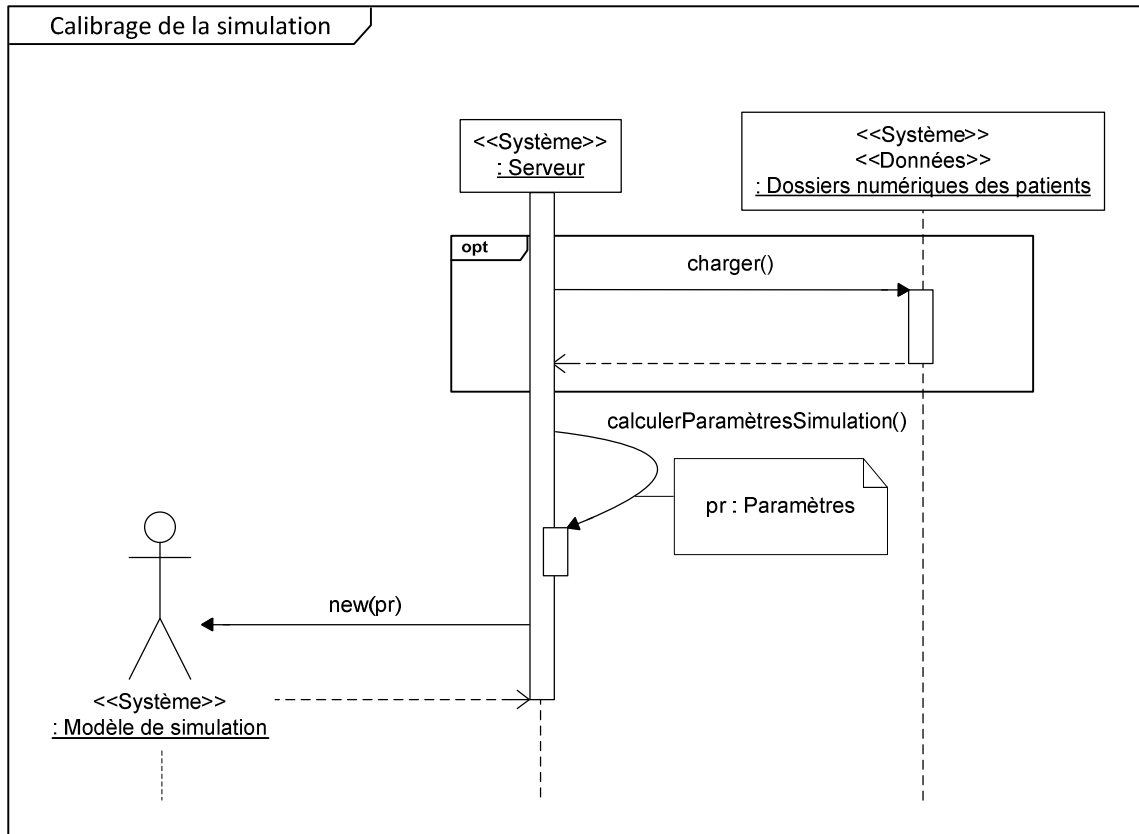 Calibrage de la simulation
<<Système>>
: Serveur
<<Système>>
<<Données>>
: Dossiers numériques des patients
opt
charger()
calculerParamètresSimulation()
pr : Paramètres
new(pr)
<<Système>>
: Modèle de simulation